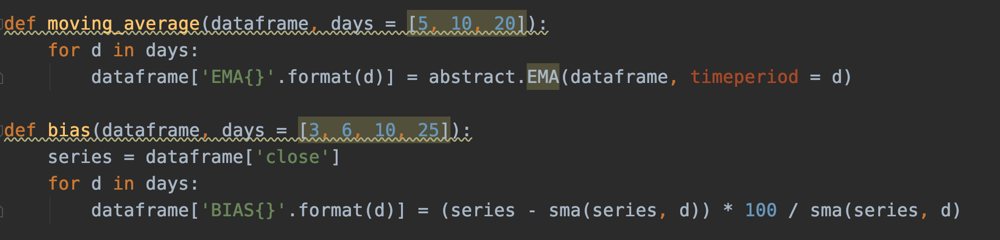 def moving_average(dataframe, days = [5, 10, 20]):
    for d in days:
        dataframe['EMA{}'.format(d)] = abstract.EMA(dataframe, timeperiod = d)
def bias(dataframe, days = [3, 6, 10, 25]):
    series = dataframe['close']
    for d in days:
        dataframe['BIAS{}'.format(d)] = (series - sma(series, d)) * 100 / sma(series, d)